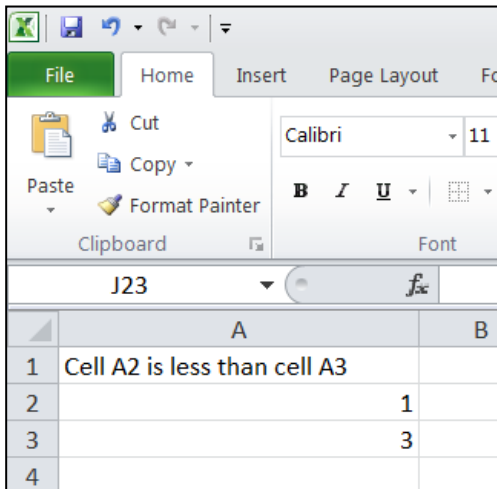 File Home Insert Page Layout
Cut
Calibri 11
Copy
Paste
B I U
Format Painter
Clipboard Font
J23 fx
A B
1 Cell A2 is less than cell A3
2 1
3 3
4